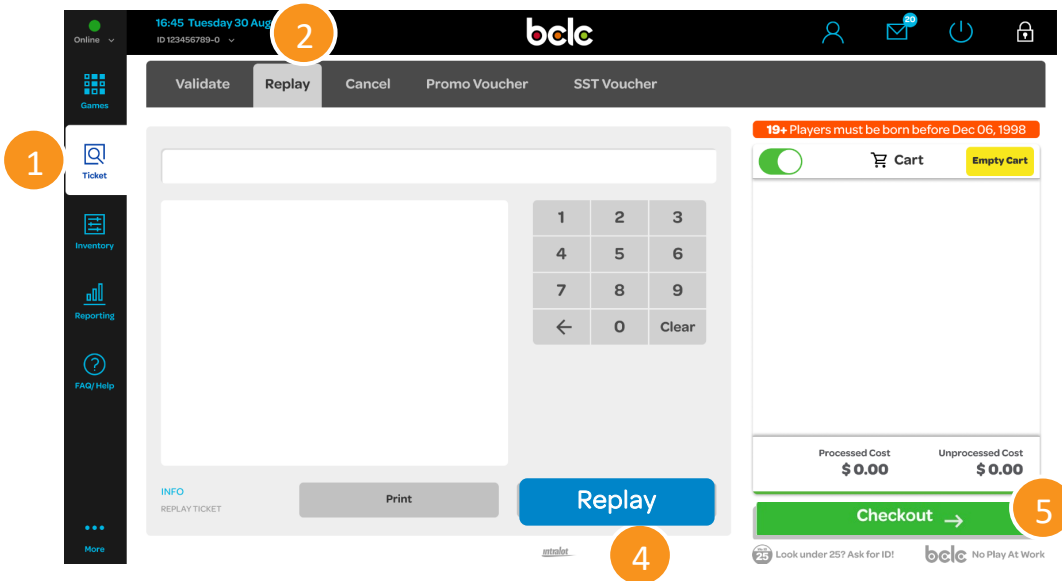 Online
16:45 Tuesday 30 Aug
ID 123456789-0
2
bclc
20
Games
Validate Replay Cancel Promo Voucher SST Voucher
1
Ticket
19+ Players must be born before Dec 06, 1998
Cart
Empty Cart
Inventory
1 2 3
4 5 6
7 8 9
← 0 Clear
Reporting
?
FAQ/Help
Processed Cost Unprocessed Cost
$ 0.00 $ 0.00
INFO
REPLAY TICKET
Print
Replay
Checkout →
5
More
intralot
4
25
Look under 25? Ask for ID!
bclc No Play At Work